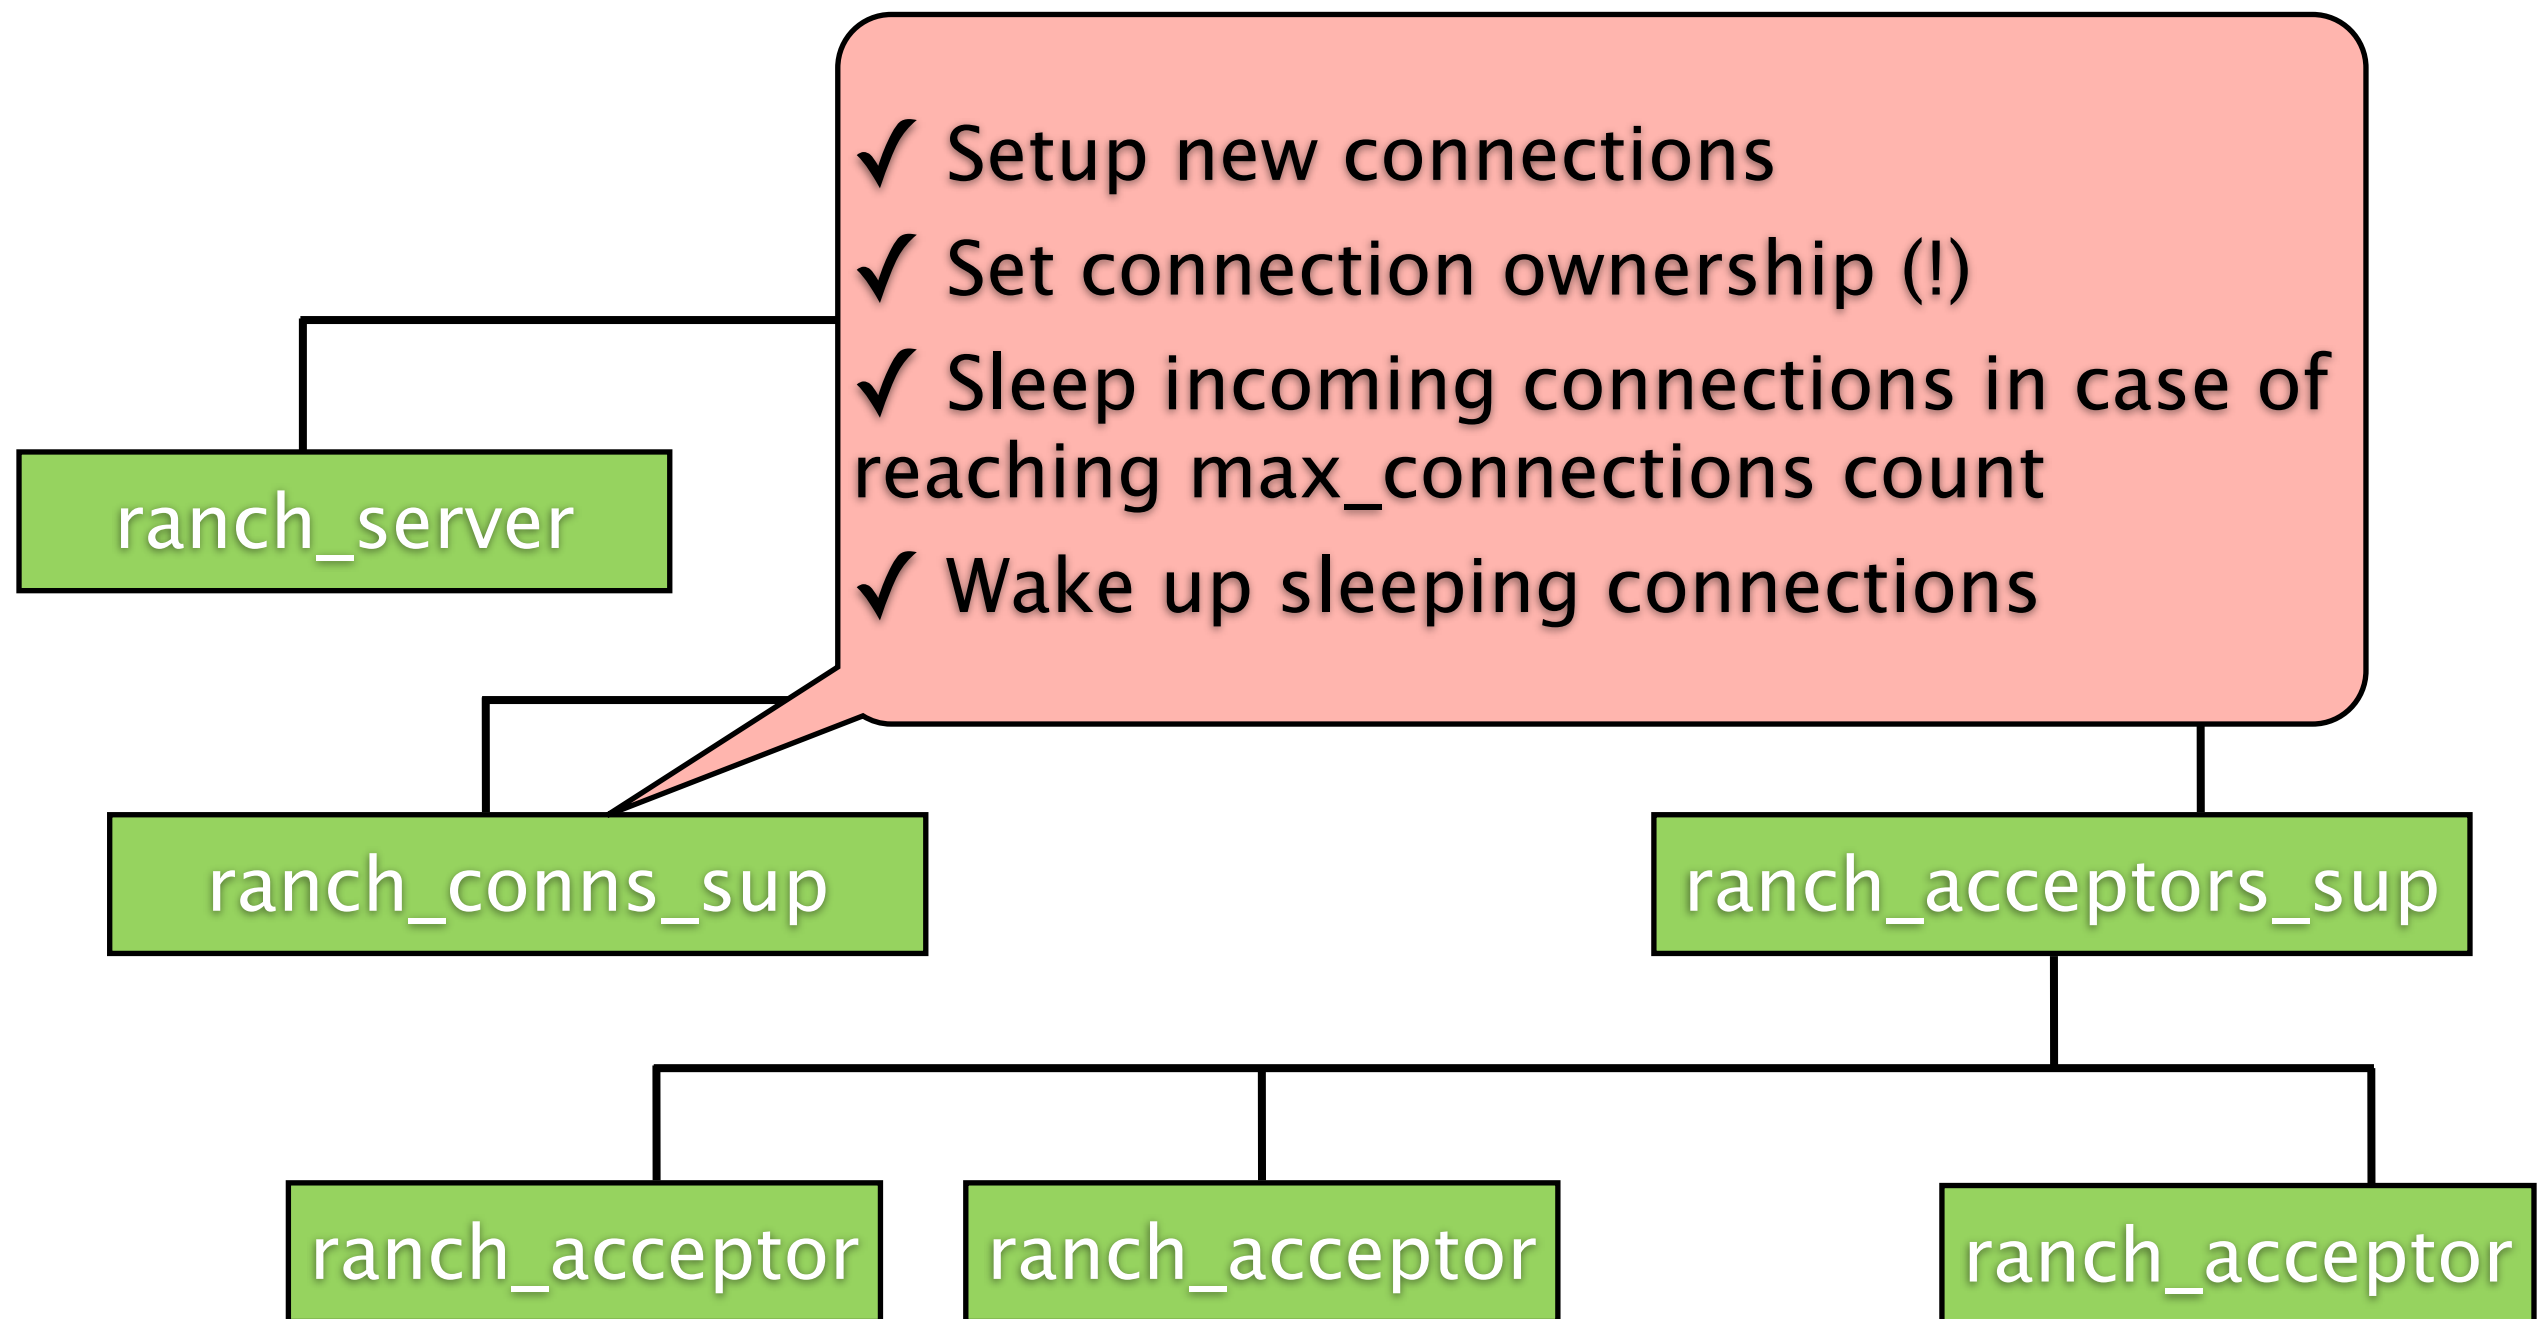 ✓ Setup new connections
✓ Set connection ownership (!)
✓ Sleep incoming connections in case of
reaching max_connections count
✓ Wake up sleeping connections
ranch_server
ranch_conns_sup
ranch_acceptors_sup
ranch_acceptor
ranch_acceptor
ranch_acceptor